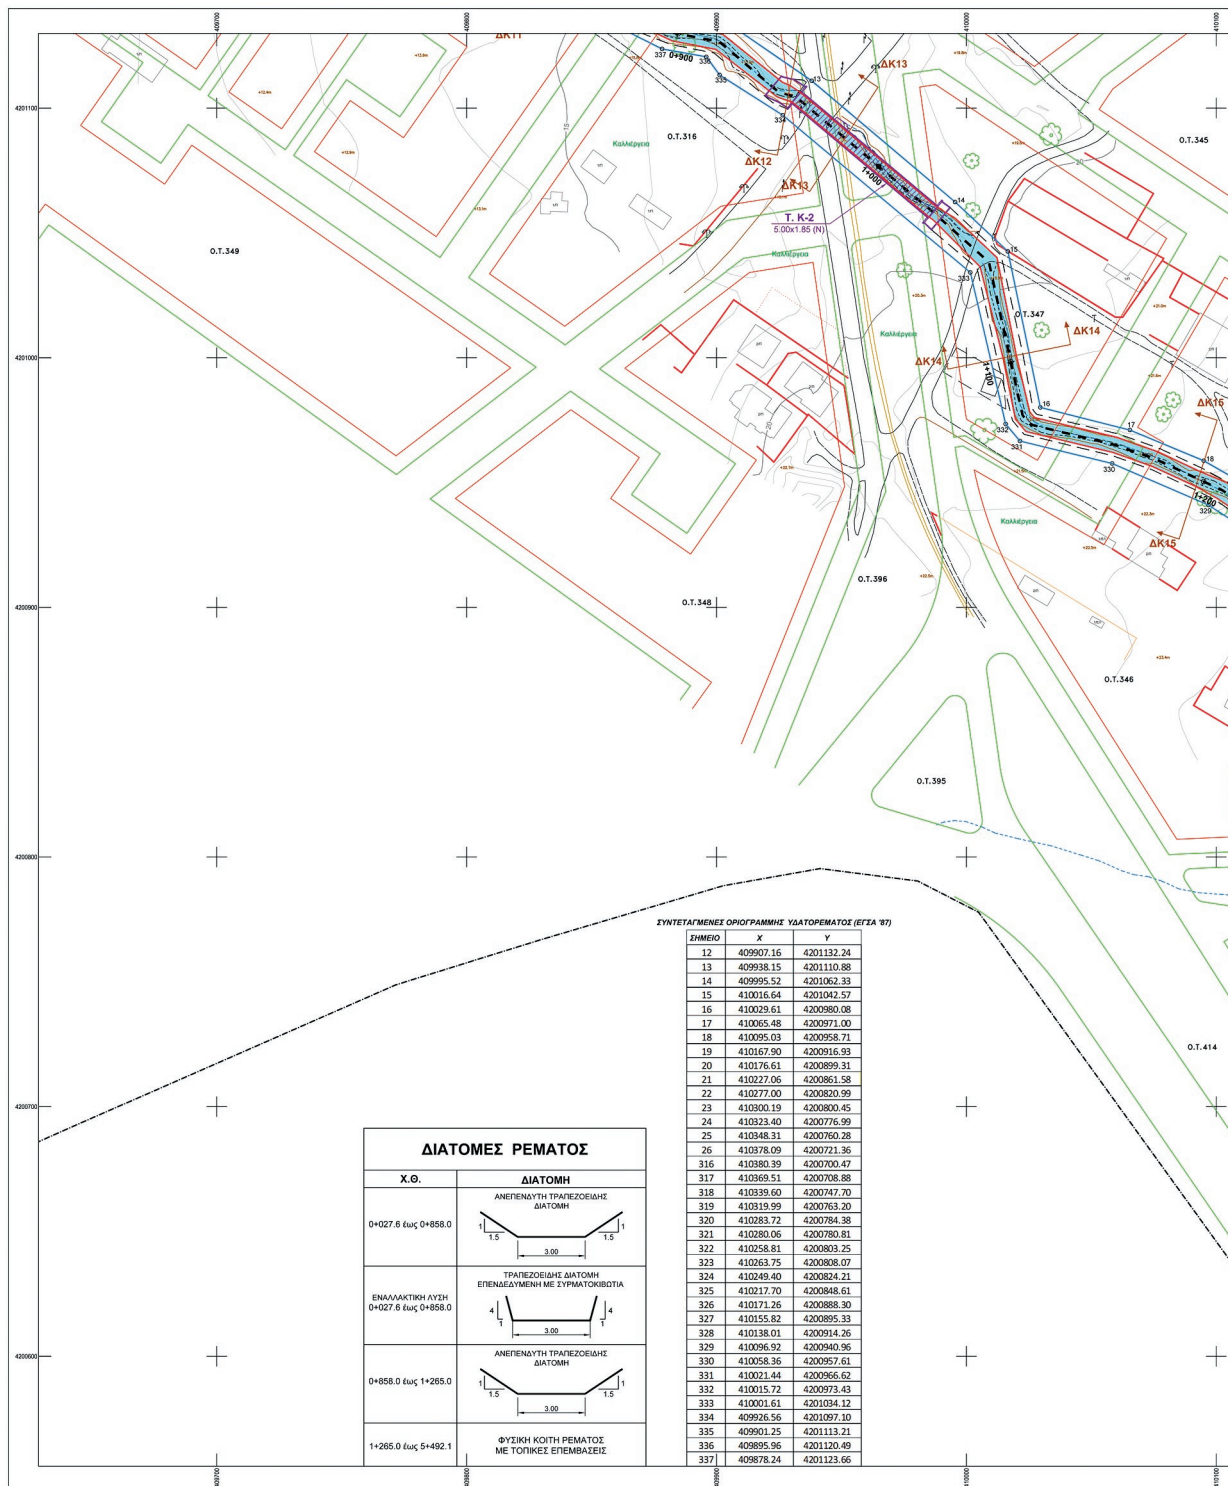 409700 409800 409900 410000 410100
ΔΚ11
337 0+900 336
335
13
ΔΚ13
4201100
334
Ο.Τ.316
Ο.Τ.345
Καλλιέργεια
ΔΚ12
ΔΚ13
1+000
20
15
14
Τ. Κ-2
5.00x1.85 (N)
Καλλιέργεια
15
Ο.Τ.349
333
Ο.Τ.347
Καλλιέργεια
ΔΚ14
ΔΚ14
4201000
1+100
16
ΔΚ15
20
332
331
17
330
18
1+200
329
Καλλιέργεια
ΔΚ15
Ο.Τ.396
4200900
Ο.Τ.348
Ο.Τ.346
Ο.Τ.395
4200800
ΣΥΝΤΕΤΑΓΜΕΝΕΣ ΟΡΙΟΓΡΑΜΜΗΣ ΥΔΑΤΟΡΕΜΑΤΟΣ (ΕΓΣΑ '87)
ΣΗΜΕΙΟ X Y
12 409907.16 4201132.24
13 409938.15 4201110.88
14 409995.52 4201062.33
15 410016.64 4201042.57
16 410029.61 4200980.08
17 410065.48 4200971.00
18 410095.03 4200958.71
19 410167.90 4200916.93
20 410176.61 4200899.31
21 410227.06 4200861.58
22 410277.00 4200820.99
23 410300.19 4200800.45
24 410323.40 4200776.99
25 410348.31 4200760.28
26 410378.09 4200721.36
316 410380.39 4200700.47
317 410369.51 4200708.88
318 410339.60 4200747.70
319 410319.99 4200763.20
320 410283.72 4200784.38
321 410280.06 4200780.81
322 410258.81 4200803.25
323 410263.75 4200808.07
324 410249.40 4200824.21
325 410217.70 4200848.61
326 410171.26 4200888.30
327 410155.82 4200895.33
328 410138.01 4200914.26
329 410096.92 4200940.96
330 410058.36 4200957.61
331 410021.44 4200966.62
332 410015.72 4200973.43
333 410001.61 4201034.12
334 409926.56 4201097.10
335 409901.25 4201113.21
336 409895.96 4201120.49
337 409878.24 4201123.66
Ο.Τ.414
4200700
ΔΙΑΤΟΜΕΣ ΡΕΜΑΤΟΣ
Χ.Θ. ΔΙΑΤΟΜΗ
0+027.6 έως 0+858.0
ΑΝΕΠΕΝΔΥΤΗ ΤΡΑΠΕΖΟΕΙΔΗΣ
ΔΙΑΤΟΜΗ
1 1.5 3.00 1.5 1
ΕΝΑΛΛΑΚΤΙΚΗ ΛΥΣΗ
0+027.6 έως 0+858.0
ΤΡΑΠΕΖΟΕΙΔΗΣ ΔΙΑΤΟΜΗ
ΕΠΕΝΔΕΔΥΜΕΝΗ ΜΕ ΣΥΡΜΑΤΟΚΙΒΩΤΙΑ
4 1 3.00 1 4
0+858.0 έως 1+265.0
ΑΝΕΠΕΝΔΥΤΗ ΤΡΑΠΕΖΟΕΙΔΗΣ
ΔΙΑΤΟΜΗ
1 1.5 3.00 1.5 1
1+265.0 έως 5+492.1
ΦΥΣΙΚΗ ΚΟΙΤΗ ΡΕΜΑΤΟΣ
ΜΕ ΤΟΠΙΚΕΣ ΕΠΕΜΒΑΣΕΙΣ
4200600
409700 409800 409900 410000 410100